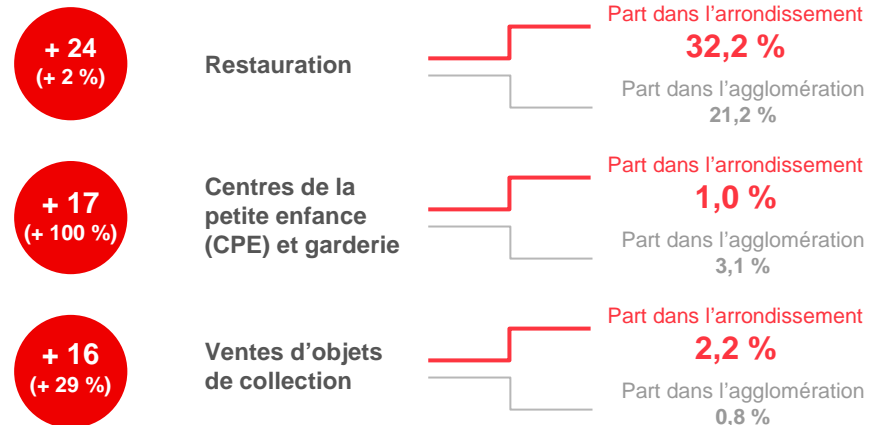 + 24
(+ 2 %)
Restauration
Part dans l'arrondissement
32,2 %
Part dans l'agglomération
21,2 %
+ 17
(+ 100 %)
Centres de la
petite enfance
(CPE) et garderie
Part dans l'arrondissement
1,0 %
Part dans l'agglomération
3,1 %
+ 16
(+ 29 %)
Ventes d'objets
de collection
Part dans l'arrondissement
2,2 %
Part dans l'agglomération
0,8 %